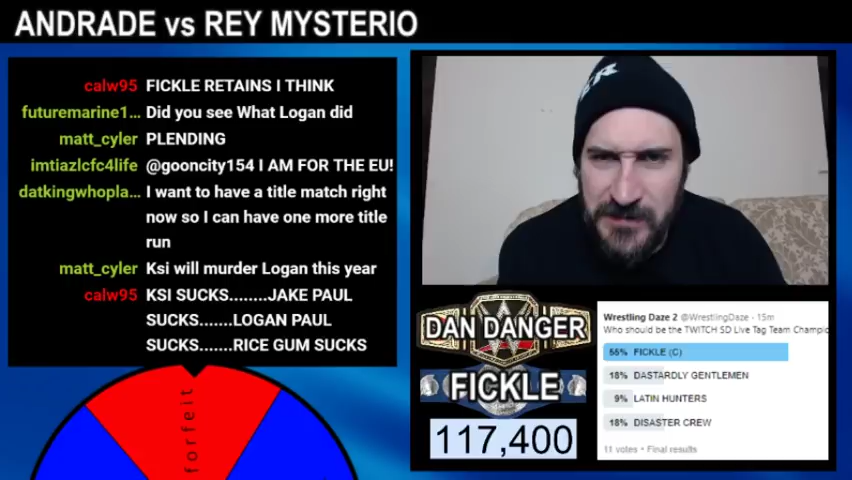 ANDRADE vs REY MYSTERIO
calw95 FICKLE RETAINS I THINK
futuremarine1... Did you see What Logan did
matt_cyler PLENDING
imtiazlcfc4life @gooncity154 I AM FOR THE EU!
datkingwhopla... I want to have a title match right
now so I can have one more title
run
matt_cyler Ksi will murder Logan this year
calw95 KSI SUCKS........JAKE PAUL
SUCKS.......LOGAN PAUL
SUCKS.......RICE GUM SUCKS
forfeit
DAN DANGER
FICKLE
117,400
Wrestling Daze 2 @WrestlingDaze · 15m
Who should be the TWITCH SD Live Tag Team Champio
55% FICKLE (C)
18% DASTARDLY GENTLEMEN
9% LATIN HUNTERS
18% DISASTER CREW
11 votes • Final results